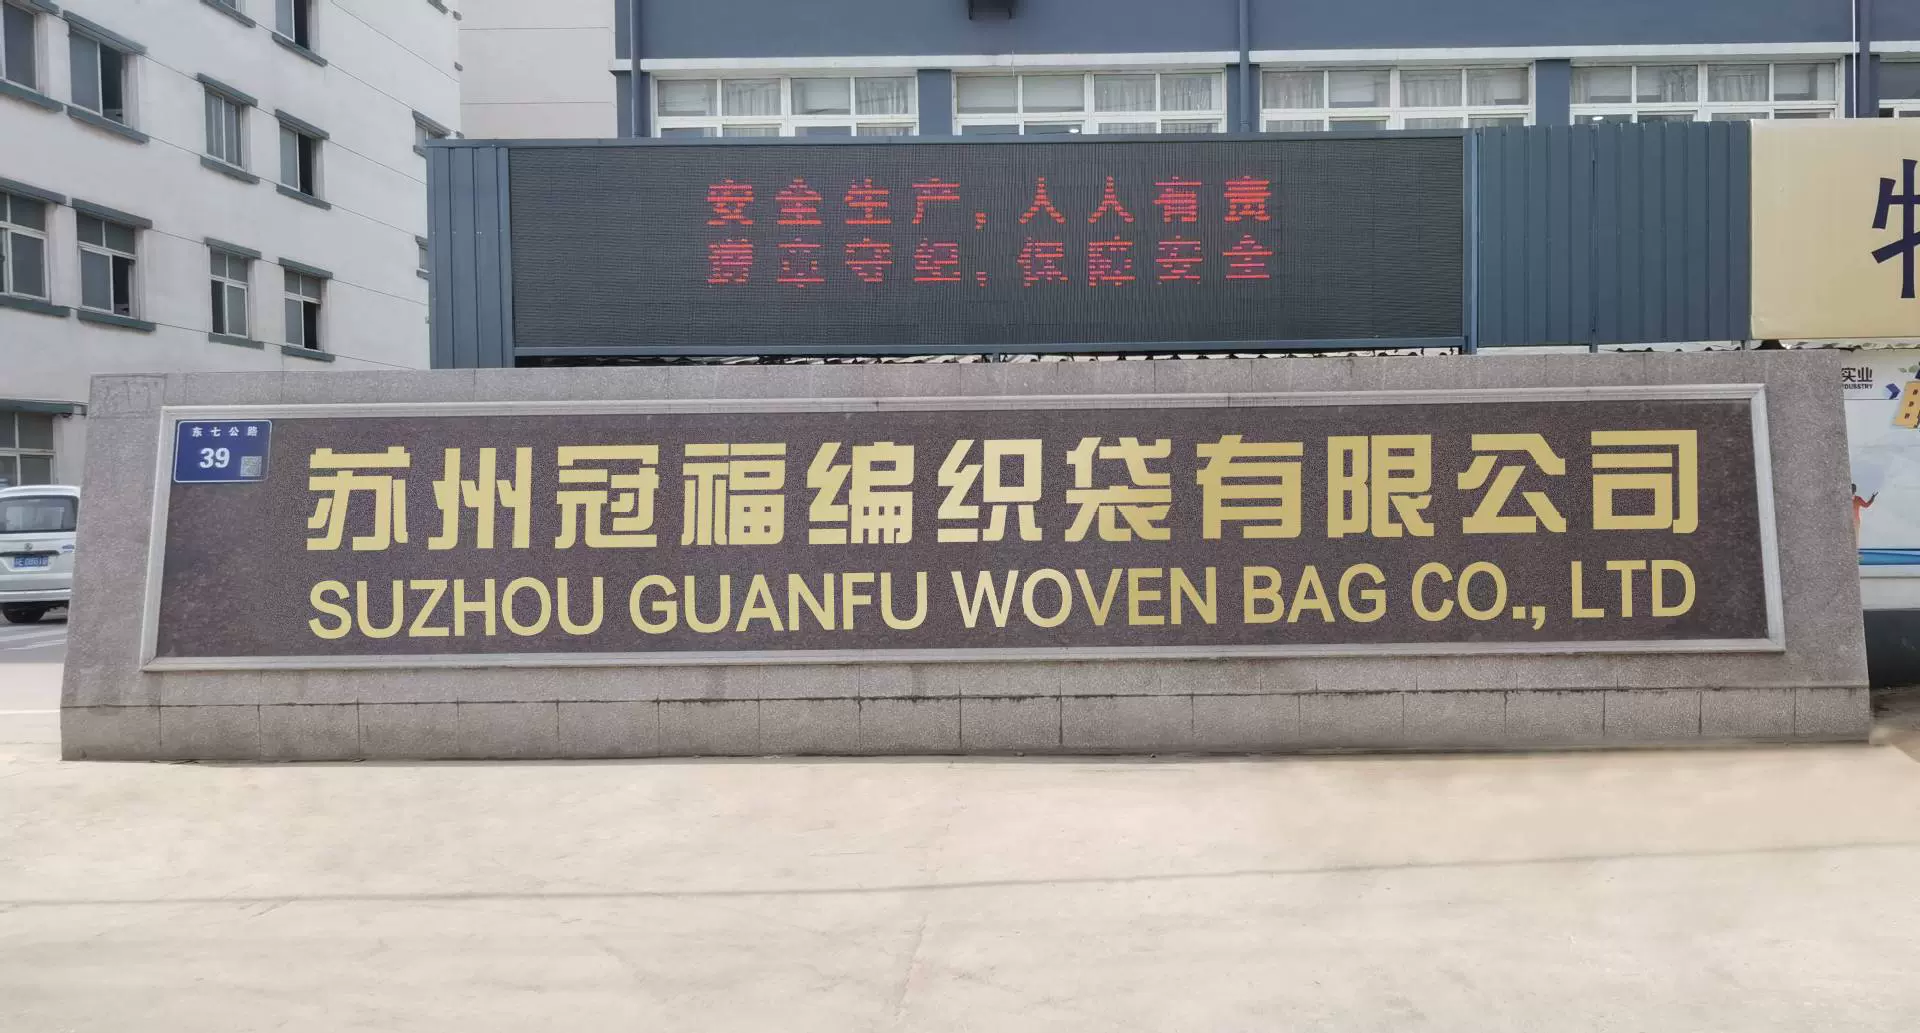 安全生产,人人有责
遵章守纪,保障安全
实业
东七公路
39
苏州冠福编织袋有限公司
SUZHOU GUANFU WOVEN BAG CO., LTD